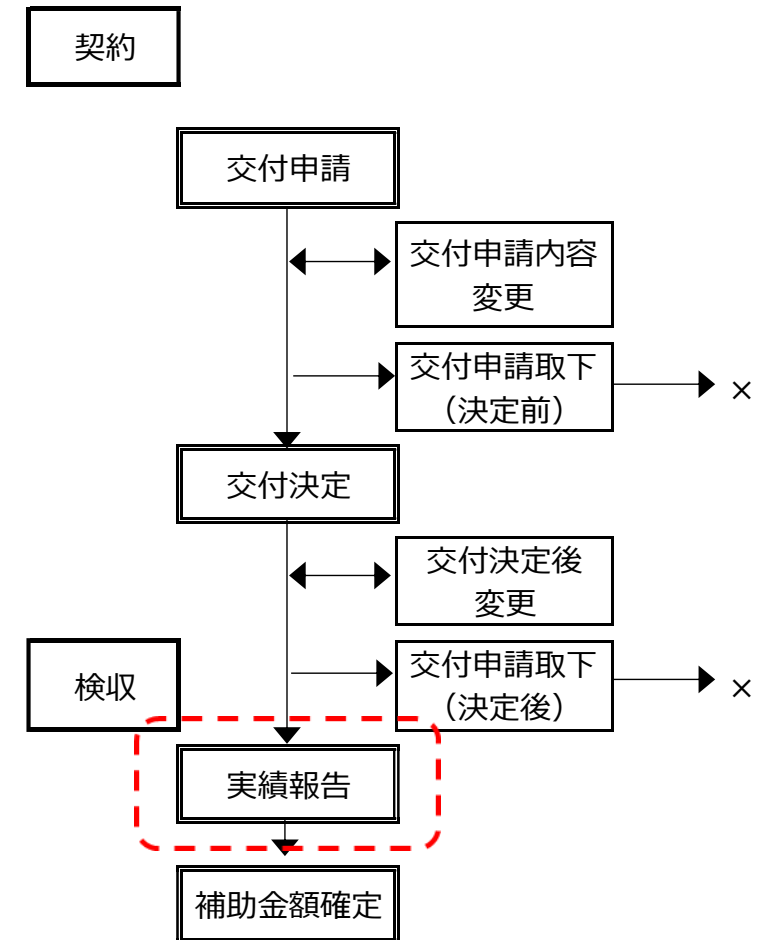 契約
交付申請
交付申請内容
変更
交付申請取下
（決定前）
×
交付決定
交付決定後
変更
検収
交付申請取下
（決定後）
×
実績報告
補助金額確定